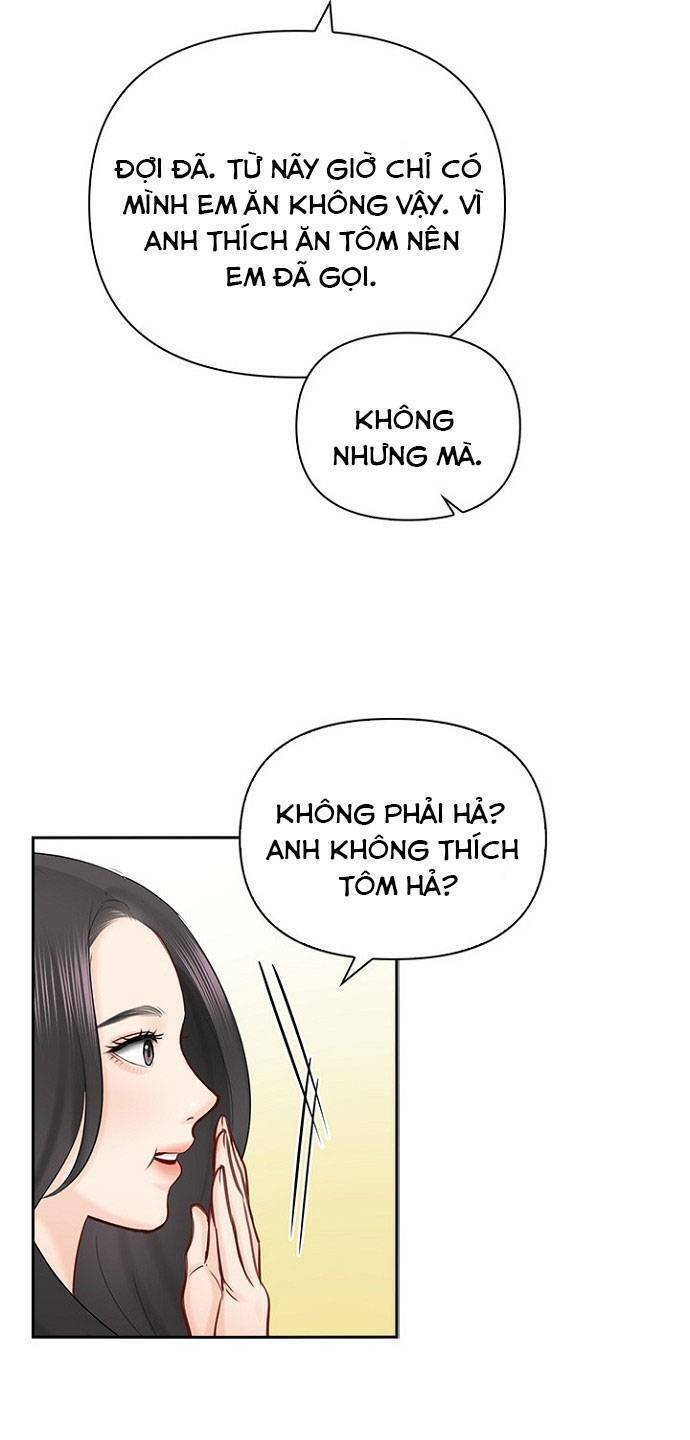 ĐỢI ĐÃ. TỪ NÃY GIỜ CHỈ CÓ
MÌNH EM ĂN KHÔNG VẬY. VÌ
ANH THÍCH ĂN TÔM NÊN
EM ĐÃ GỌI.
KHÔNG
NHƯNG MÀ.
KHÔNG PHẢI HẢ?
ANH KHÔNG THÍCH
TÔM HẢ?